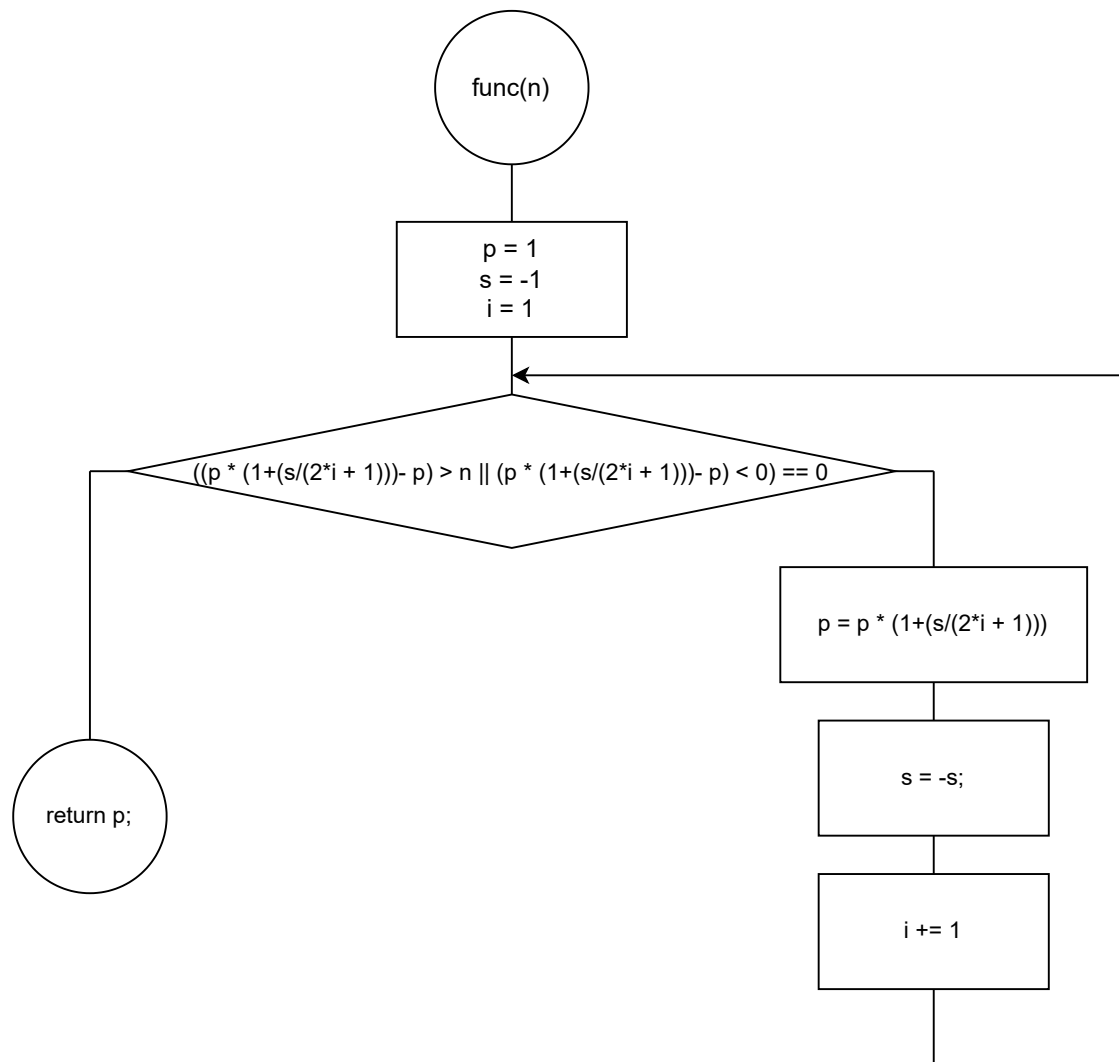 func(n)
p = 1
s = -1
i = 1
((p * (1+(s/(2*i + 1)))- p) > n || (p * (1+(s/(2*i + 1)))- p) < 0) == 0
p = p * (1+(s/(2*i + 1)))
s = -s;
return p;
i += 1